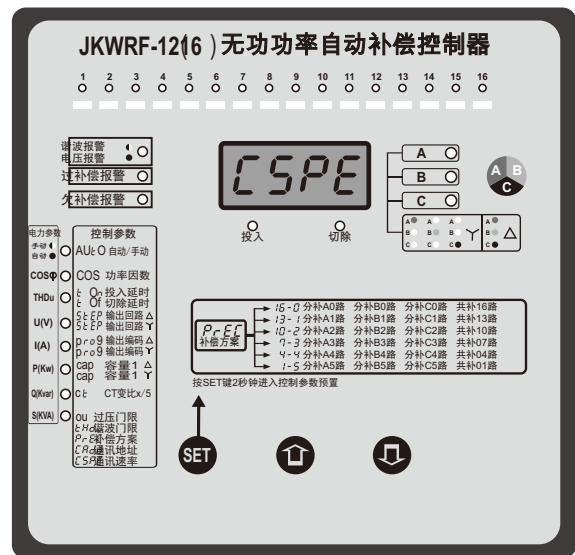 JKWRF-12(16 ) 无功功率自动补偿控制器
1 2 3 4 5 6 7 8 9 10 11 12 13 14 15 16
谐波报警
电压报警
过补偿报警
欠补偿报警
CSPE
投入 切除
A
B
C
A B C
A A A A
B B B B
C C C C
电力参数 控制参数
手动
自动
AUtO 自动/手动
COSφ COS 功率因数
THDu t On 投入延时
t Of 切除延时
U(V) StEP 输出回路 △
StEP 输出回路 Y
I(A) pro9 输出编码 △
pro9 输出编码 Y
P(Kw) cap 容量1 △
cap 容量1 Y
Q(Kvar) Ct CT变比x/5
S(KVA) ou 过压门限
tHd谐波门限
PrE补偿方案
CAd通讯地址
CSP通讯速率
PrEC
补偿方案
16-0 分补A0路 分补B0路 分补C0路 共补16路
13-1 分补A1路 分补B1路 分补C1路 共补13路
10-2 分补A2路 分补B2路 分补C2路 共补10路
7-3 分补A3路 分补B3路 分补C3路 共补07路
4-4 分补A4路 分补B4路 分补C4路 共补04路
1-5 分补A5路 分补B5路 分补C5路 共补01路
按SET键2秒钟进入控制参数预置
SET